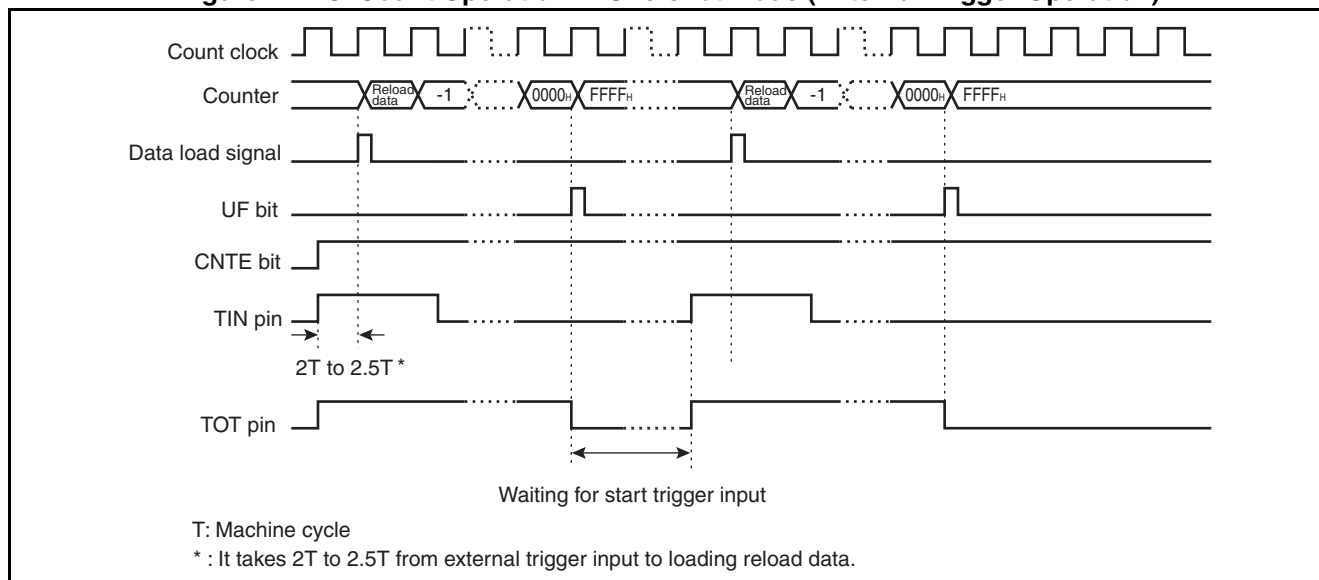 Count clock
Counter Reload data -1 0000H FFFFH Reload data -1 0000H FFFFH
Data load signal
UF bit
CNTE bit
TIN pin
2T to 2.5T *
TOT pin
Waiting for start trigger input
T: Machine cycle
* : It takes 2T to 2.5T from external trigger input to loading reload data.